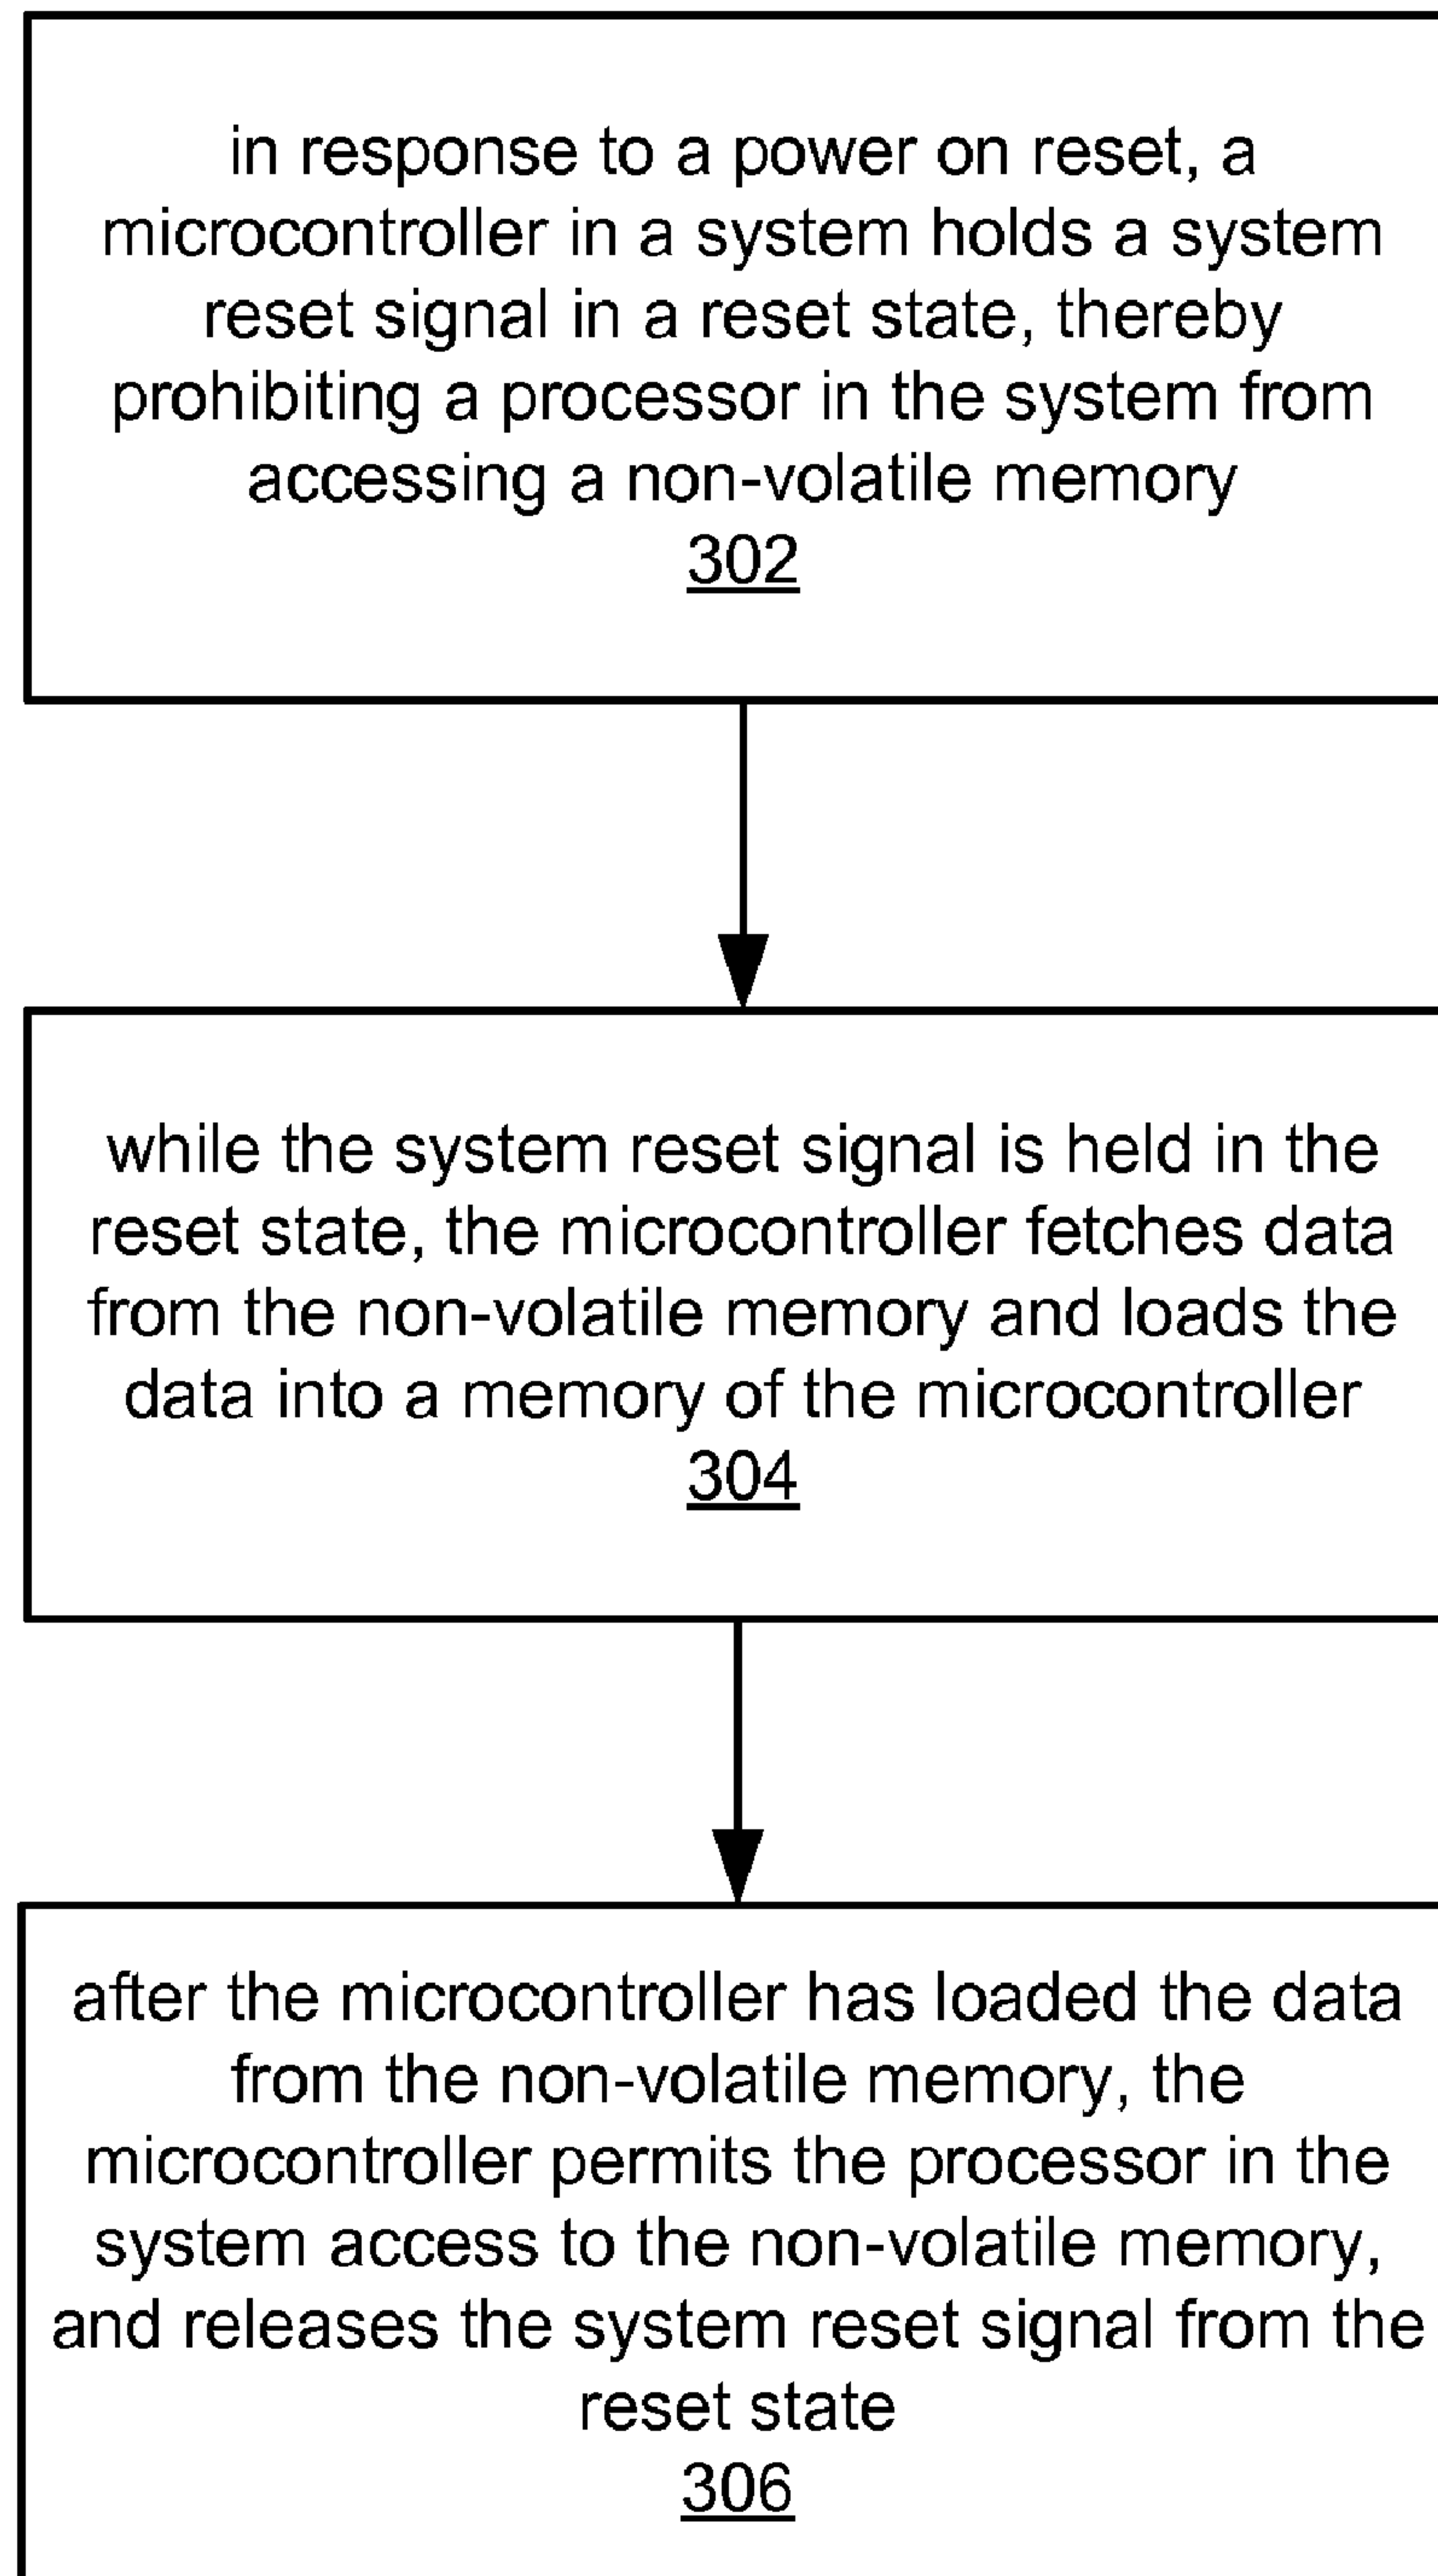 in response to a power on reset, a
microcontroller in a system holds a system
reset signal in a reset state, thereby
prohibiting a processor in the system from
accessing a non-volatile memory
302
while the system reset signal is held in the
reset state, the microcontroller fetches data
from the non-volatile memory and loads the
data into a memory of the microcontroller
304
after the microcontroller has loaded the data
from the non-volatile memory, the
microcontroller permits the processor in the
system access to the non-volatile memory,
and releases the system reset signal from the
reset state
306